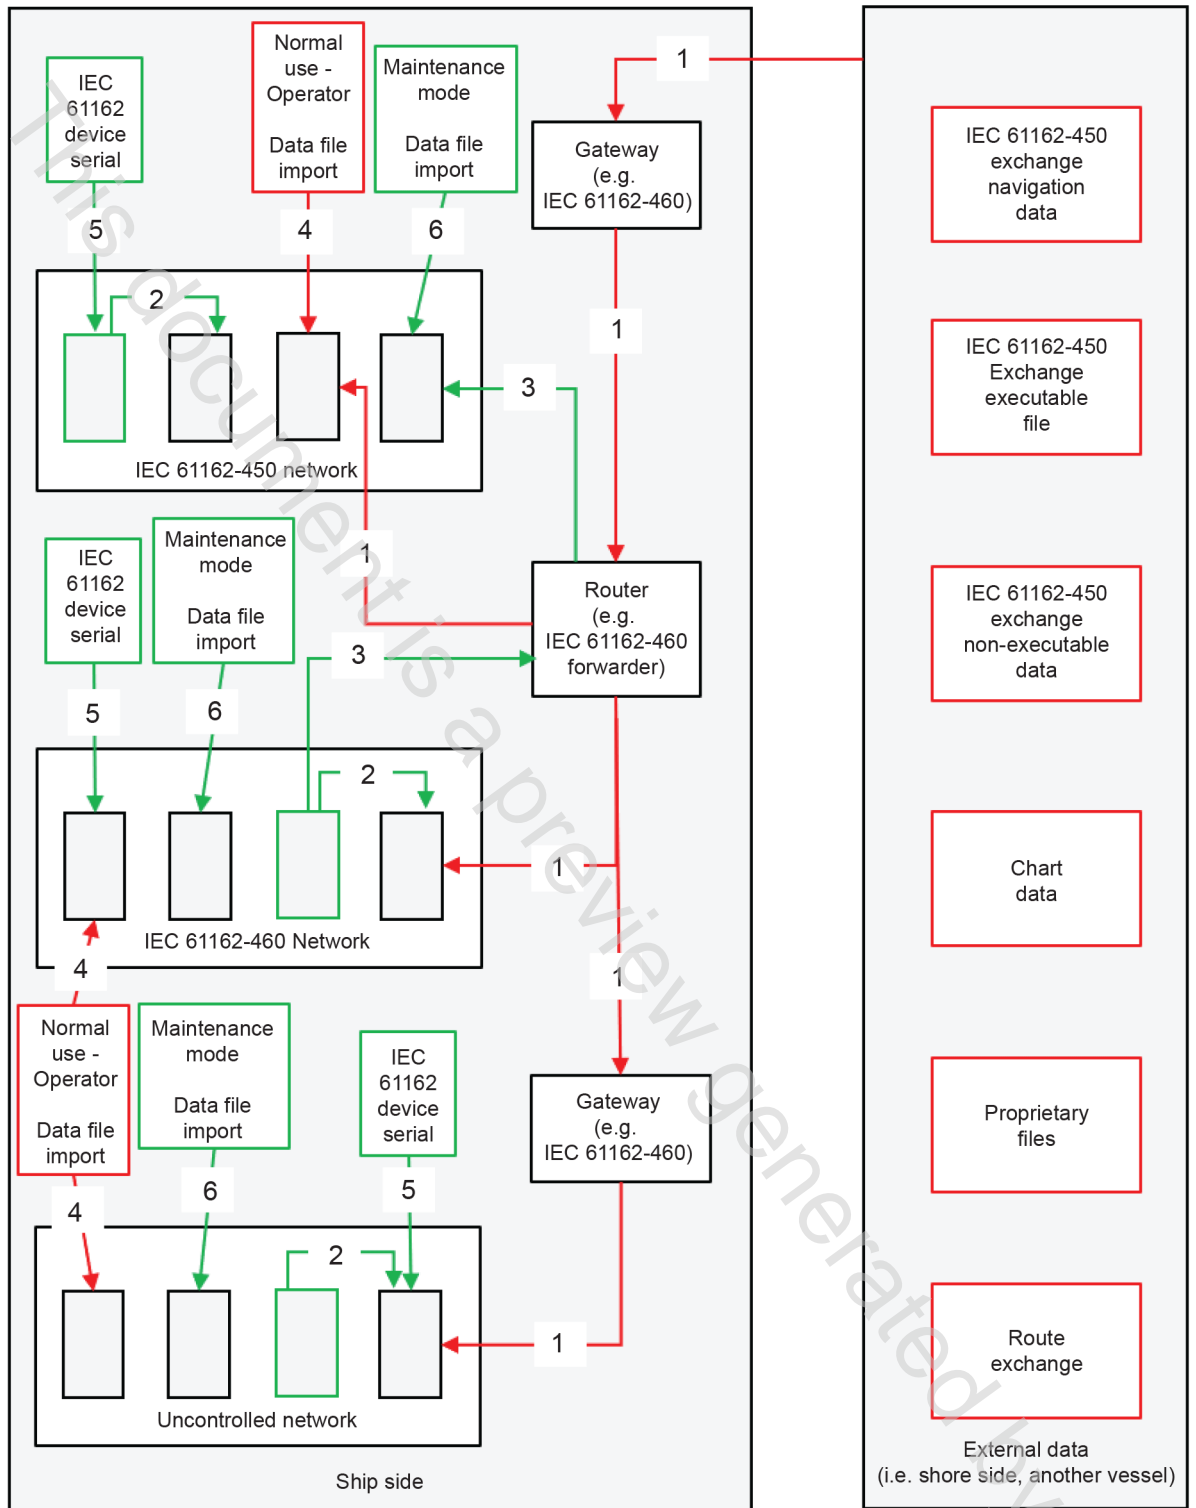 IEC
61162
device
serial
Normal
use -
Operator
Data file
import
Maintenance
mode
Data file
import
1
Gateway
(e.g.
IEC 61162-460)
5
4
6
2
1
3
IEC 61162-450 network
1
IEC
61162
device
serial
Maintenance
mode
Data file
import
Router
(e.g.
IEC 61162-460
forwarder)
3
5
6
2
1
IEC 61162-460 Network
4
1
Normal
use -
Operator
Data file
import
Maintenance
mode
Data file
import
IEC
61162
device
serial
Gateway
(e.g.
IEC 61162-460)
4
6
5
2
1
Uncontrolled network
Ship side
IEC 61162-450
exchange
navigation
data
IEC 61162-450
Exchange
executable
file
IEC 61162-450
exchange
non-executable
data
Chart
data
Proprietary
files
Route
exchange
External data
(i.e. shore side, another vessel)
This document is a preview generated by